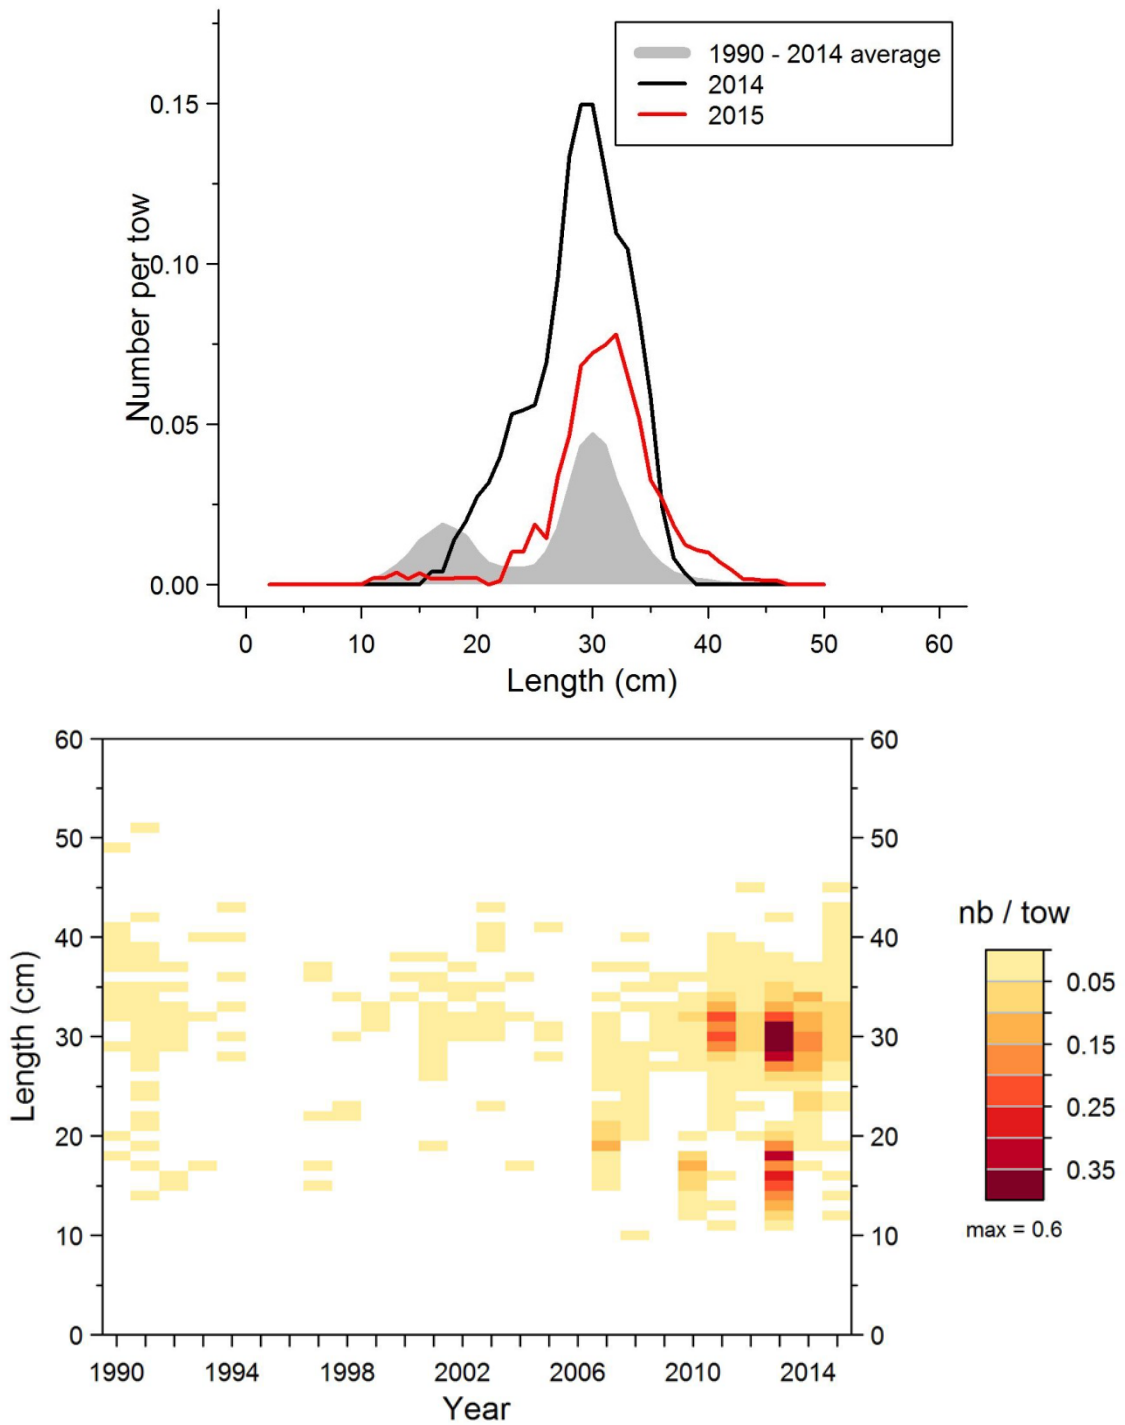 1990 - 2014 average
2014
2015
Number per tow
0.15
0.10
0.05
0.00
0 10 20 30 40 50 60
Length (cm)
Length (cm)
60 60
50 50
40 40
30 30
20 20
10 10
0 0
1990 1994 1998 2002 2006 2010 2014
Year
nb / tow
0.05
0.15
0.25
0.35
max = 0.6